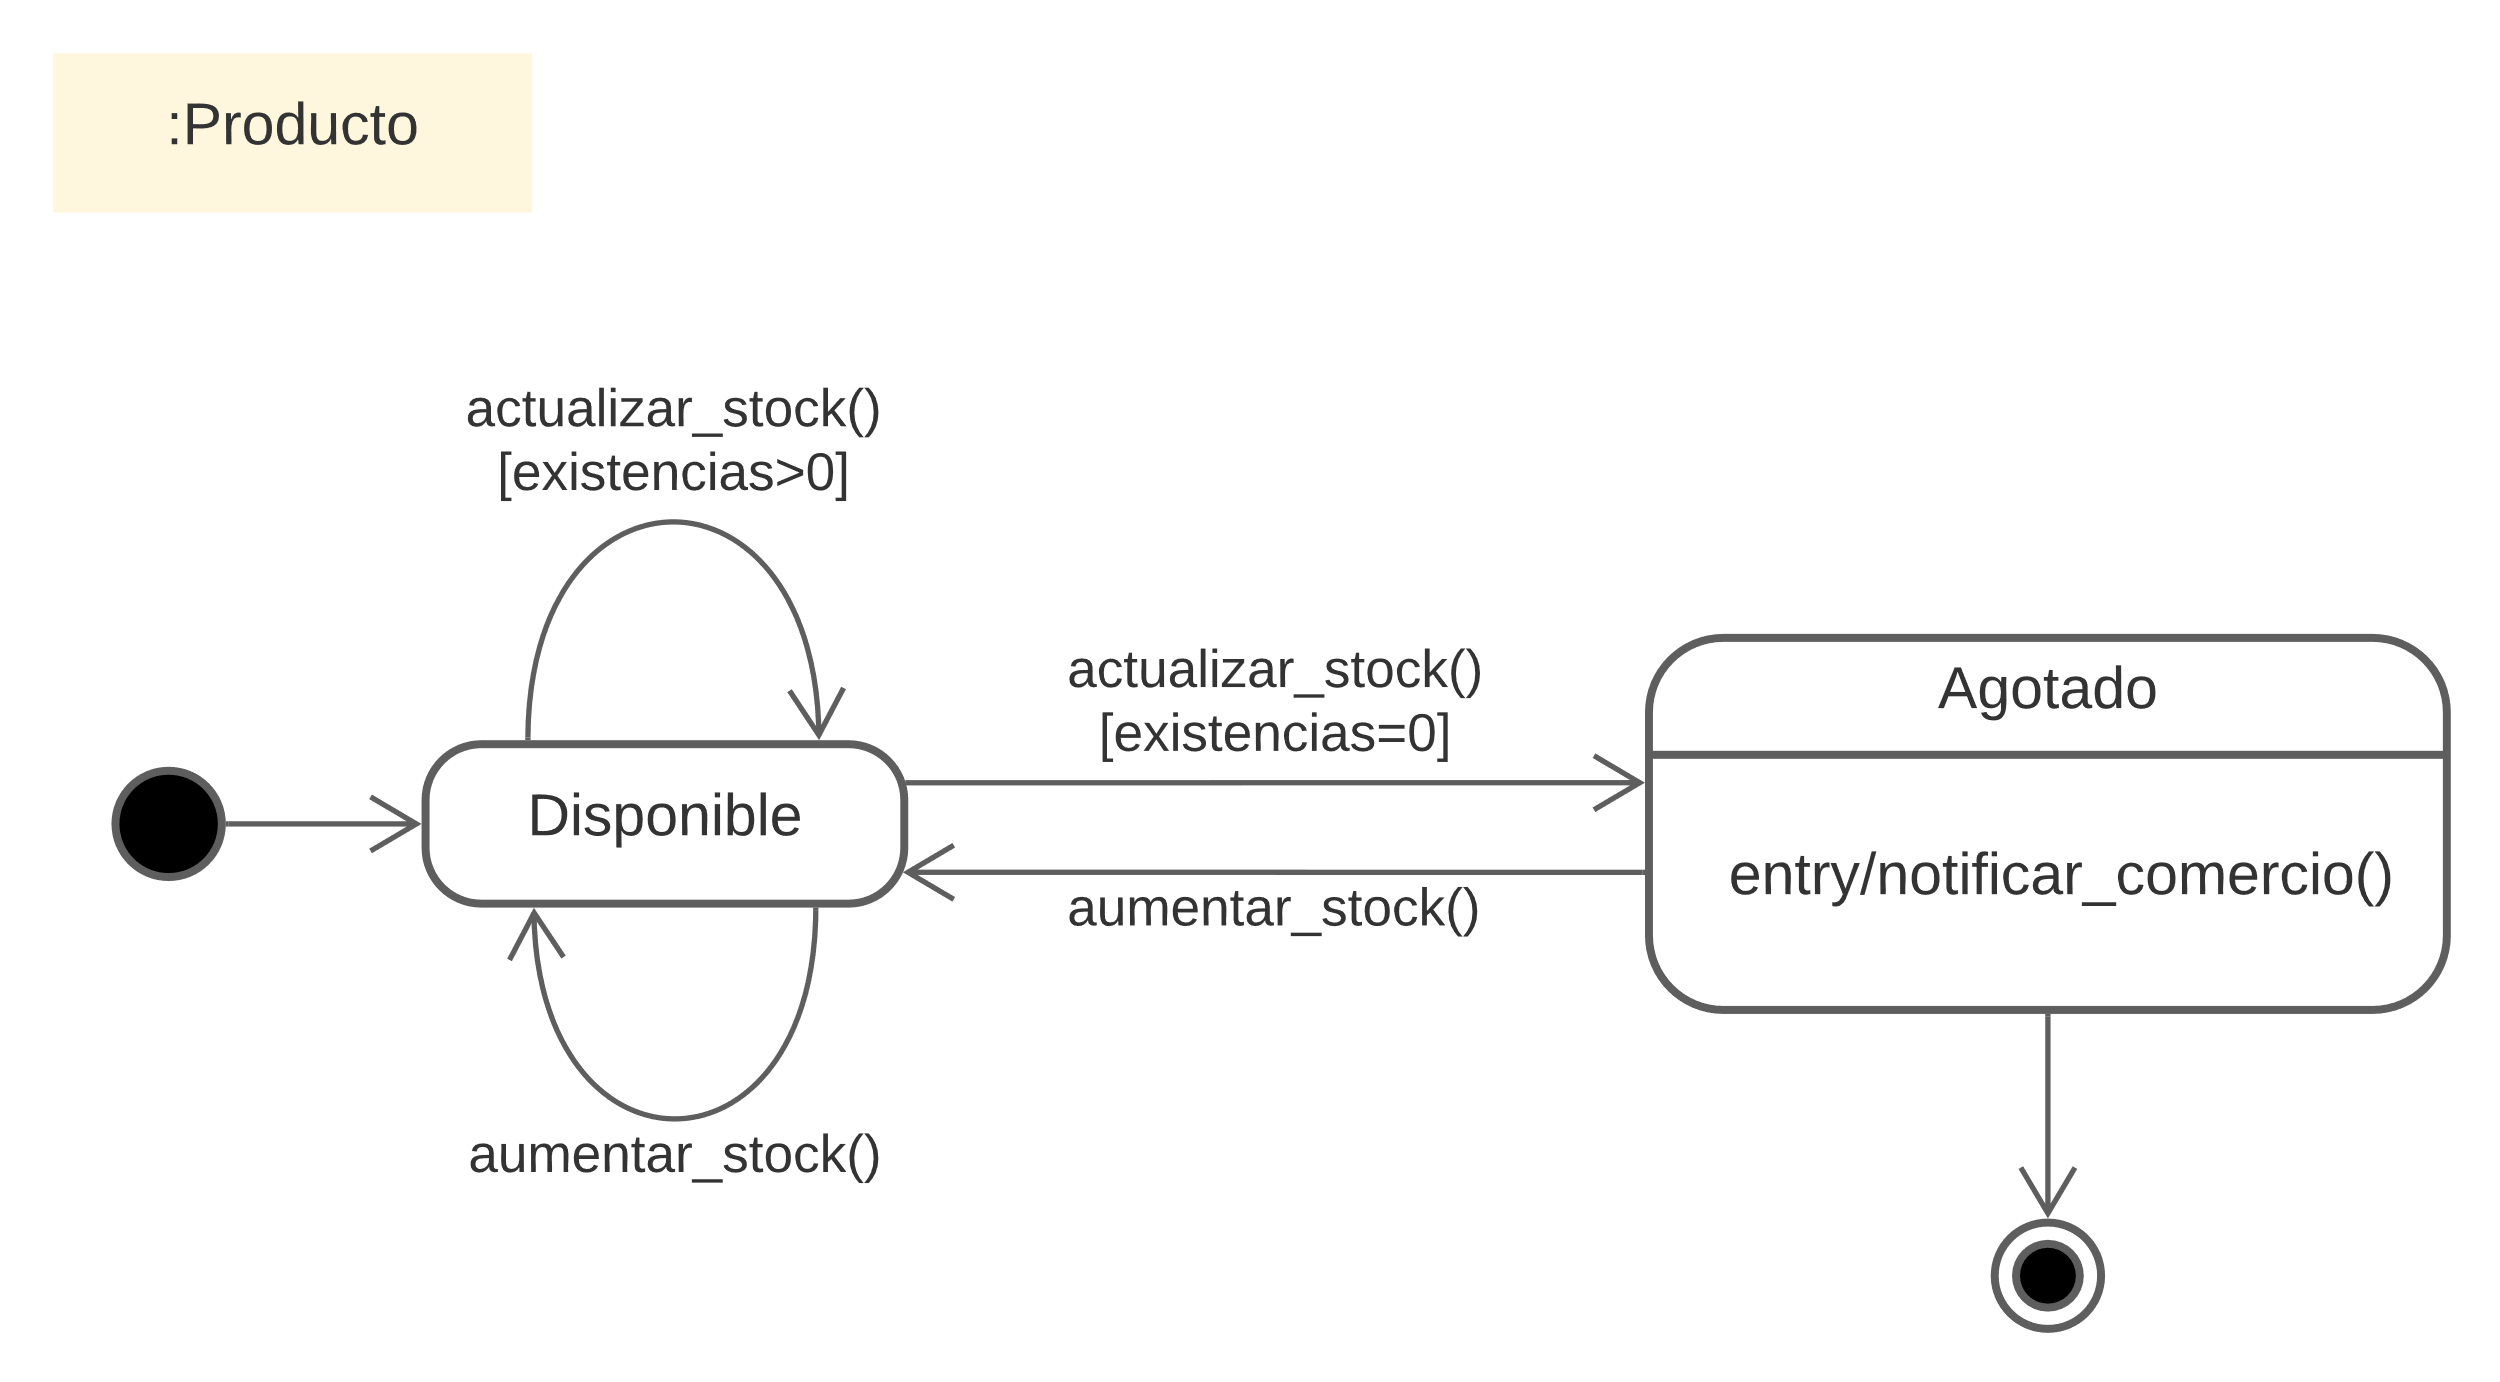 :Producto
actualizar_stock()
[existencias>0]
actualizar_stock()
[existencias=0]
Agotado
Disponible
entry/notificar_comercio()
aumentar_stock()
aumentar_stock()